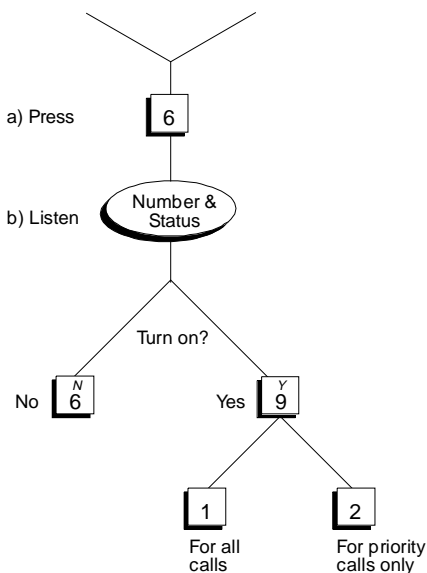 a) Press
6
b) Listen
Number &
Status
Turn on?
No
N
6
Yes
Y
9
1
2
For all
calls
For priority
calls only